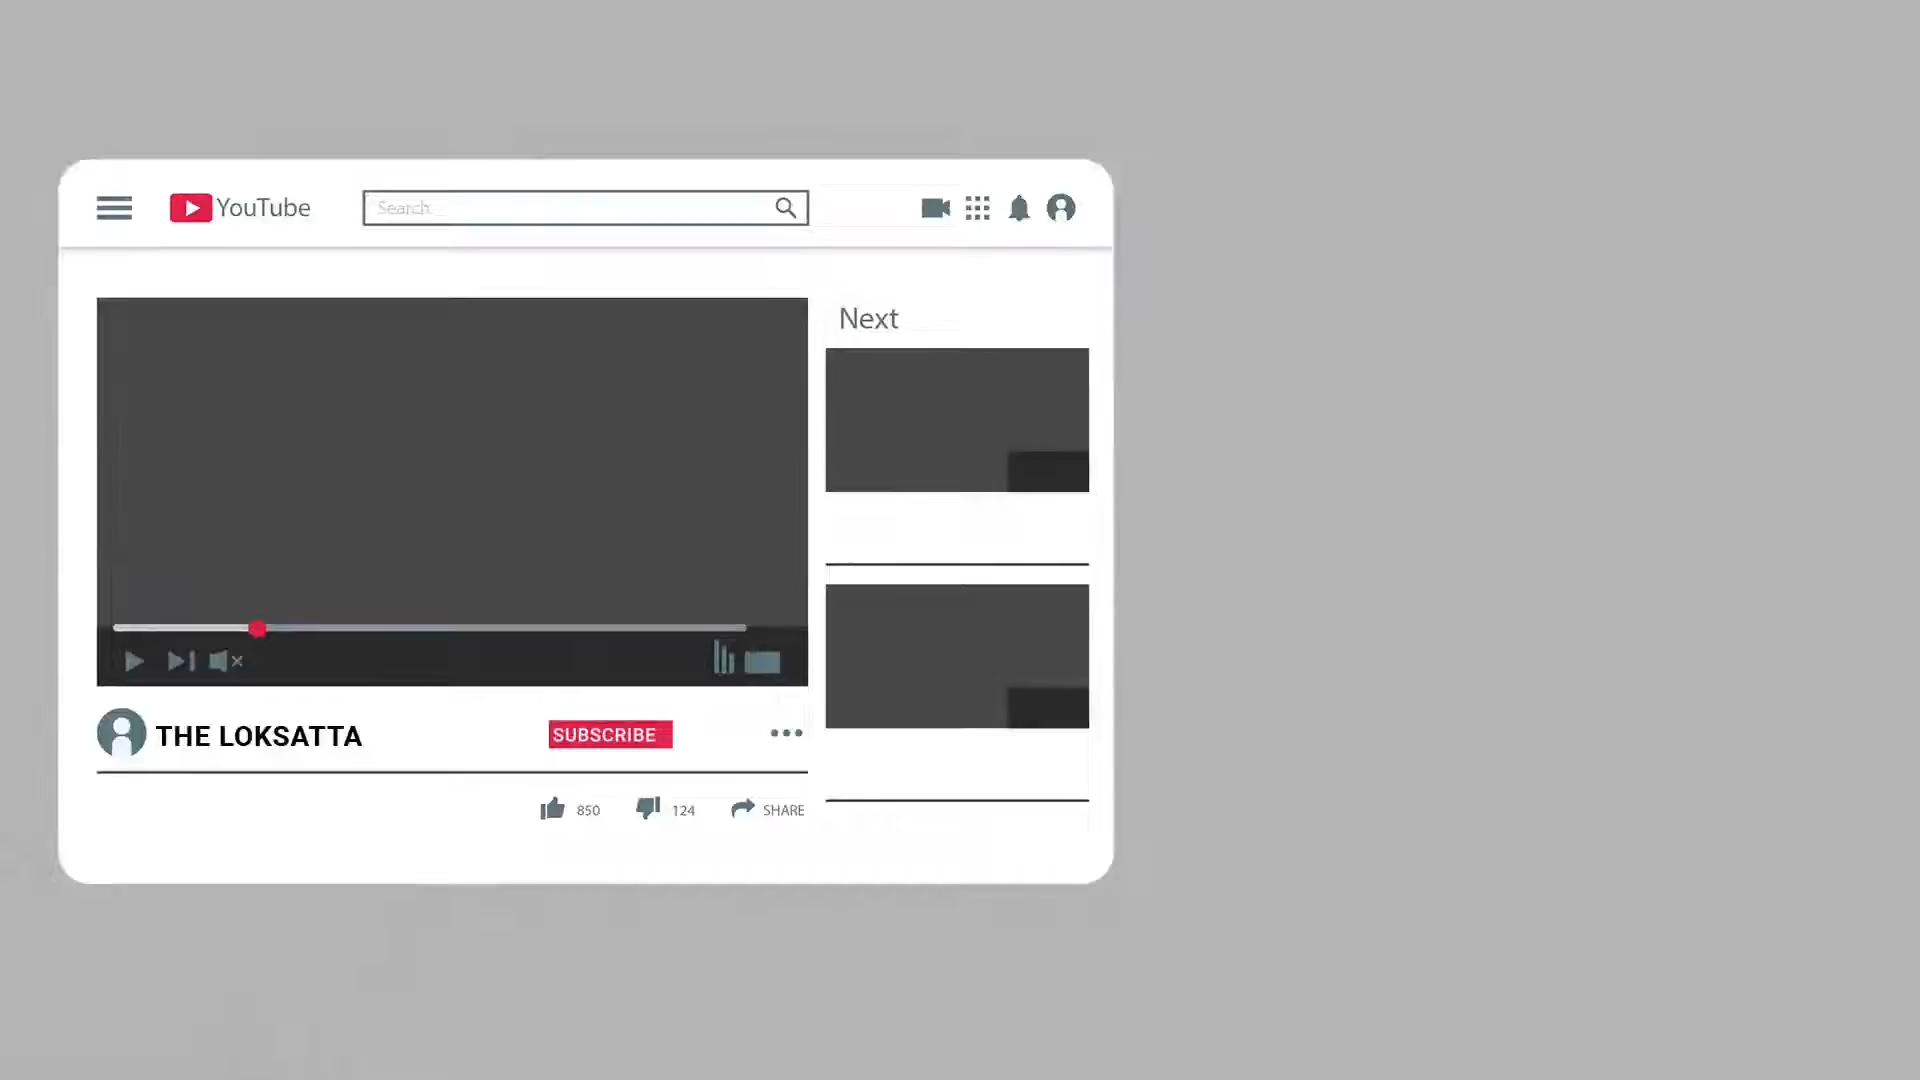 YouTube
Search...
Next
THE LOKSATTA
SUBSCRIBE
850
124
SHARE